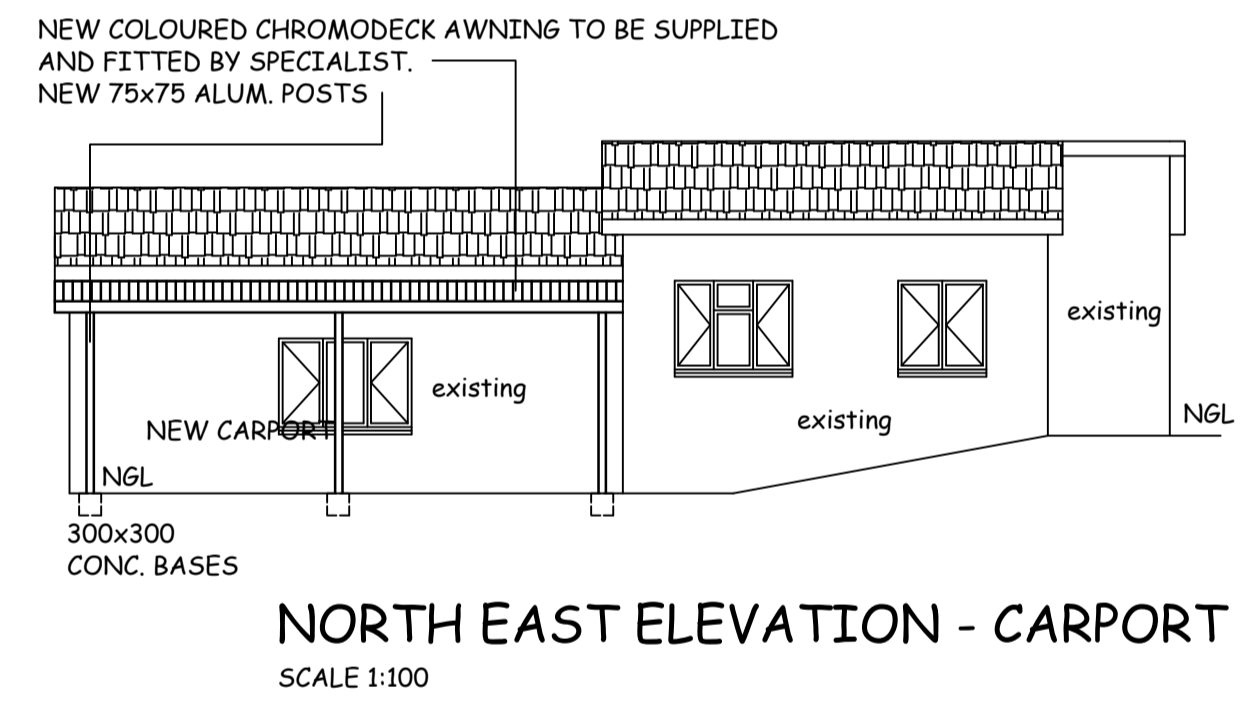 NEW COLOURED CHROMODECK AWNING TO BE SUPPLIED
AND FITTED BY SPECIALIST.
NEW 75x75 ALUM. POSTS
existing
existing
existing
NEW CARPORT
NGL
NGL
300x300
CONC. BASES
NORTH EAST ELEVATION - CARPORT
SCALE 1:100